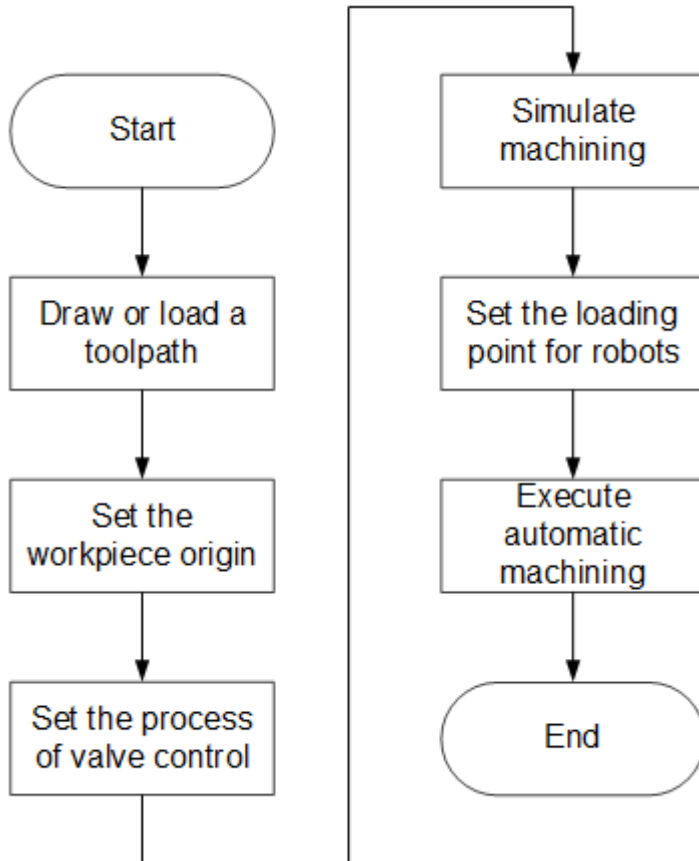 Start
Draw or load a
toolpath
Set the
workpiece origin
Set the process
of valve control
Simulate
machining
Set the loading
point for robots
Execute
automatic
machining
End